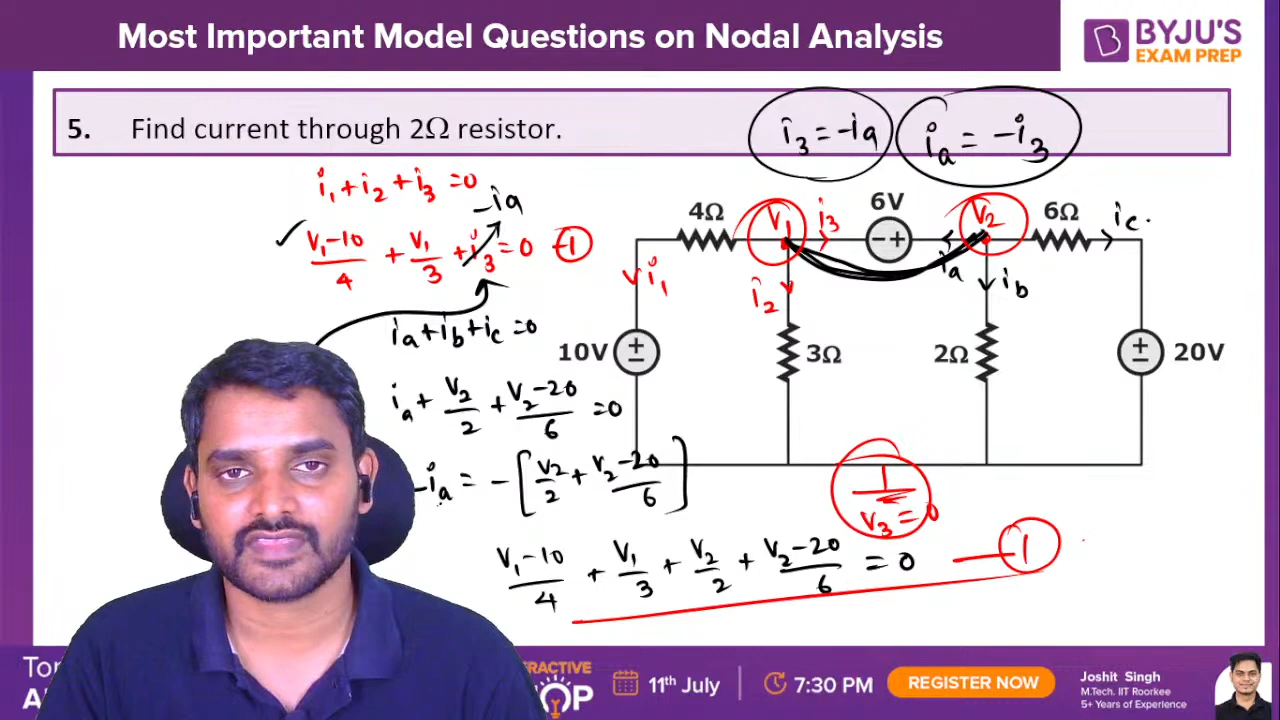 Most Important Model Questions on Nodal Analysis
BYJU'S
EXAM PREP
5. Find current through 2Ω resistor.
i₃ = -ia
ia = -i₃
i₁ + i₂ + i₃ = 0
-ia
✓ (V₁-10)/4 + V₁/3 + i₃ = 0 -1
ia + ib + ic = 0
ia + V₂/2 + (V₂-20)/6 = 0
-ia = -[V₂/2 + (V₂-20)/6]
(V₁-10)/4 + V₁/3 + V₂/2 + (V₂-20)/6 = 0 — 1
4Ω
V₁
i₃
6V
-+
V₂
6Ω
ic
i₁
i₂
ia
ib
10V
+
−
3Ω
2Ω
+
−
20V
V₃ = 0
11th July
7:30 PM
REGISTER NOW
Joshit Singh
M.Tech. IIT Roorkee
5+ Years of Experience